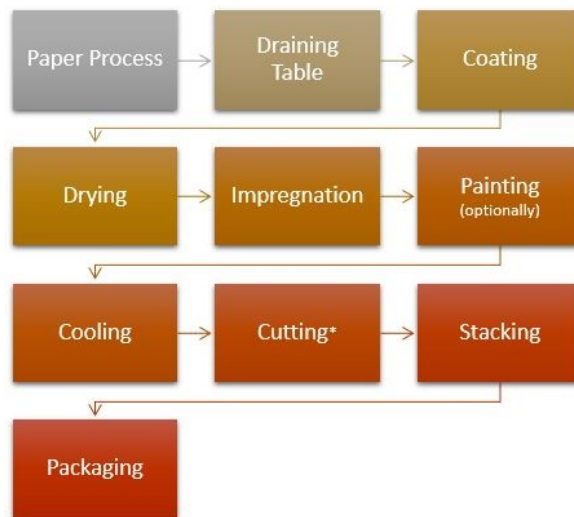 Paper Process
Draining
Table
Coating
Drying
Impregnation
Painting
(optionally)
Cooling
Cutting*
Stacking
Packaging